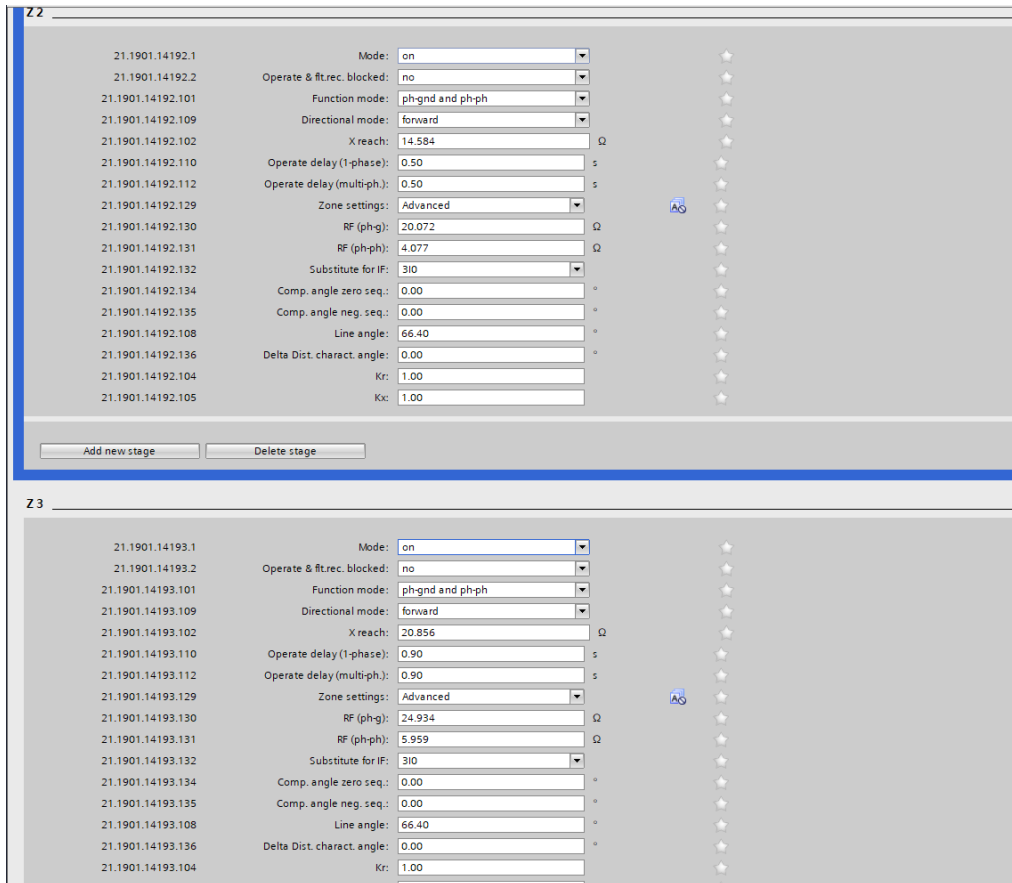 Z 2
21.1901.14192.1 Mode: on
21.1901.14192.2 Operate & flt.rec. blocked: no
21.1901.14192.101 Function mode: ph-gnd and ph-ph
21.1901.14192.109 Directional mode: forward
21.1901.14192.102 X reach: 14.584 Ω
21.1901.14192.110 Operate delay (1-phase): 0.50 s
21.1901.14192.112 Operate delay (multi-ph.): 0.50 s
21.1901.14192.129 Zone settings: Advanced
21.1901.14192.130 RF (ph-g): 20.072 Ω
21.1901.14192.131 RF (ph-ph): 4.077 Ω
21.1901.14192.132 Substitute for IF: 3I0
21.1901.14192.134 Comp. angle zero seq.: 0.00 °
21.1901.14192.135 Comp. angle neg. seq.: 0.00 °
21.1901.14192.108 Line angle: 66.40 °
21.1901.14192.136 Delta Dist. charact. angle: 0.00 °
21.1901.14192.104 Kr: 1.00
21.1901.14192.105 Kx: 1.00
Add new stage Delete stage
Z 3
21.1901.14193.1 Mode: on
21.1901.14193.2 Operate & flt.rec. blocked: no
21.1901.14193.101 Function mode: ph-gnd and ph-ph
21.1901.14193.109 Directional mode: forward
21.1901.14193.102 X reach: 20.856 Ω
21.1901.14193.110 Operate delay (1-phase): 0.90 s
21.1901.14193.112 Operate delay (multi-ph.): 0.90 s
21.1901.14193.129 Zone settings: Advanced
21.1901.14193.130 RF (ph-g): 24.934 Ω
21.1901.14193.131 RF (ph-ph): 5.959 Ω
21.1901.14193.132 Substitute for IF: 3I0
21.1901.14193.134 Comp. angle zero seq.: 0.00 °
21.1901.14193.135 Comp. angle neg. seq.: 0.00 °
21.1901.14193.108 Line angle: 66.40 °
21.1901.14193.136 Delta Dist. charact. angle: 0.00 °
21.1901.14193.104 Kr: 1.00